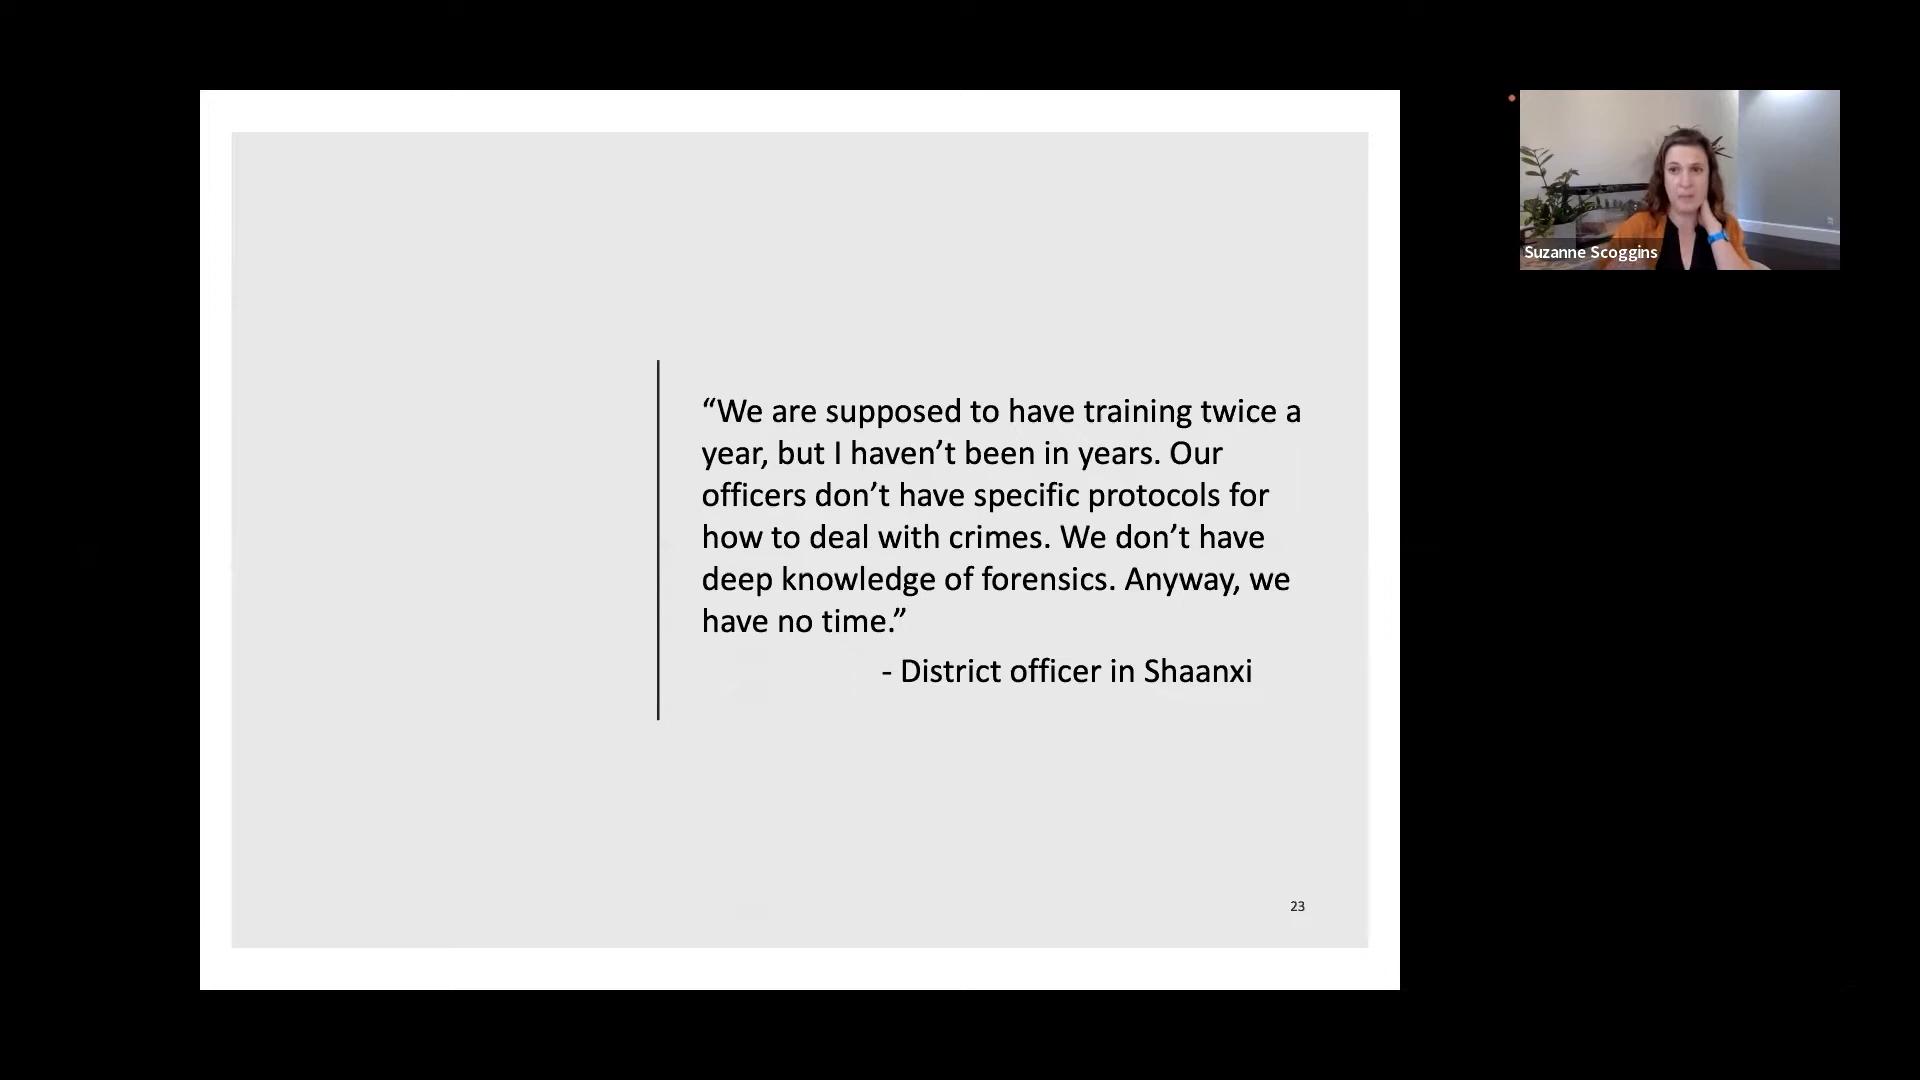 “We are supposed to have training twice a
year, but I haven’t been in years. Our
officers don’t have specific protocols for
how to deal with crimes. We don’t have
deep knowledge of forensics. Anyway, we
have no time.”
- District officer in Shaanxi
23
Suzanne Scoggins